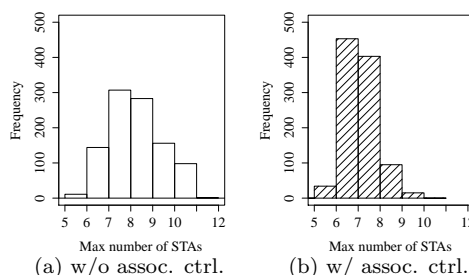 500
400
300
200
100
0
Frequency
5 6 7 8 9 10 12
Max number of STAs
(a) w/o assoc. ctrl.
500
400
300
200
100
0
Frequency
5 6 7 8 9 10 12
Max number of STAs
(b) w/ assoc. ctrl.